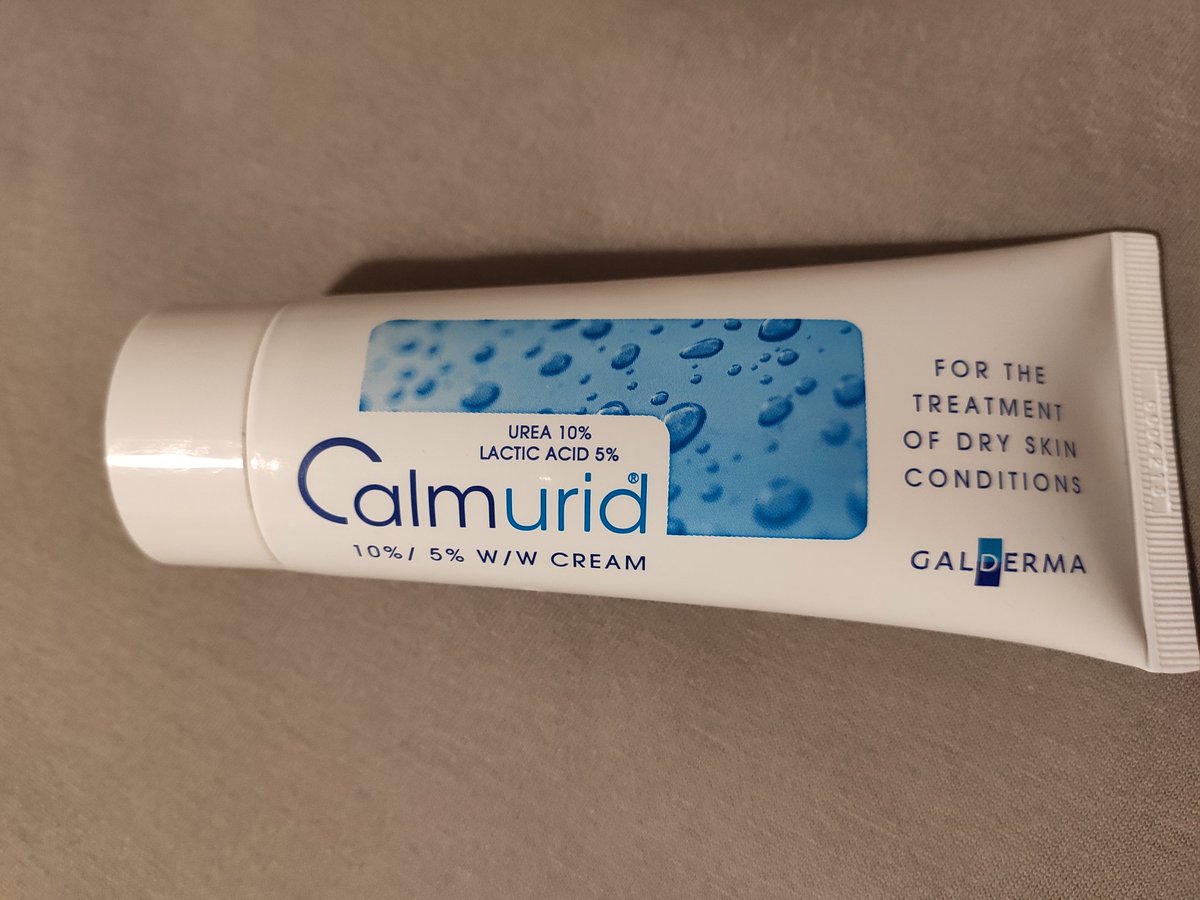 UREA 10%
LACTIC ACID 5%
Calmurid®
10%/ 5% W/W CREAM
FOR THE
TREATMENT
OF DRY SKIN
CONDITIONS
GALDERMA